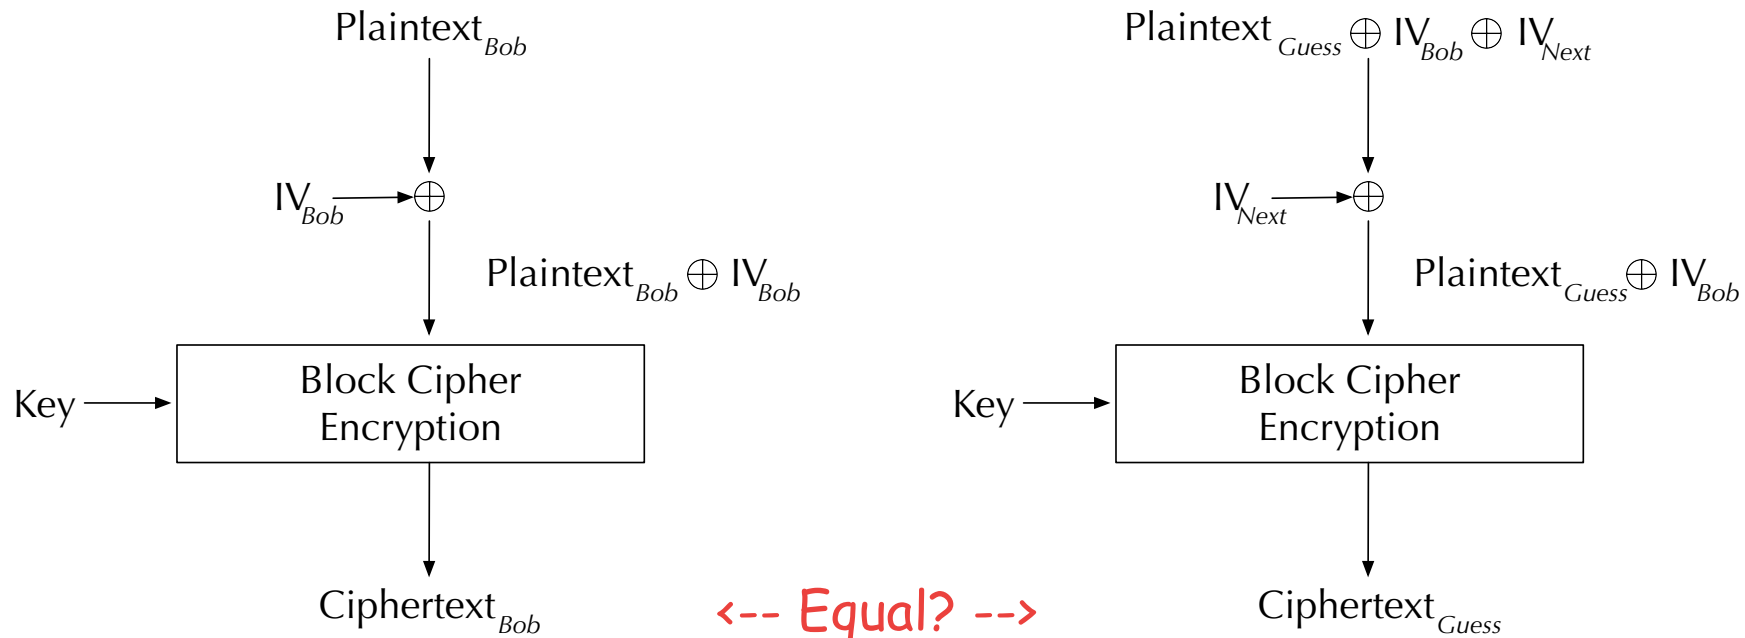 Plaintext_Bob
Plaintext_Guess ⊕ IV_Bob ⊕ IV_Next
IV_Bob
IV_Next
Plaintext_Bob ⊕ IV_Bob
Plaintext_Guess ⊕ IV_Bob
Key
Block Cipher
Encryption
Key
Block Cipher
Encryption
Ciphertext_Bob
<-- Equal? -->
Ciphertext_Guess